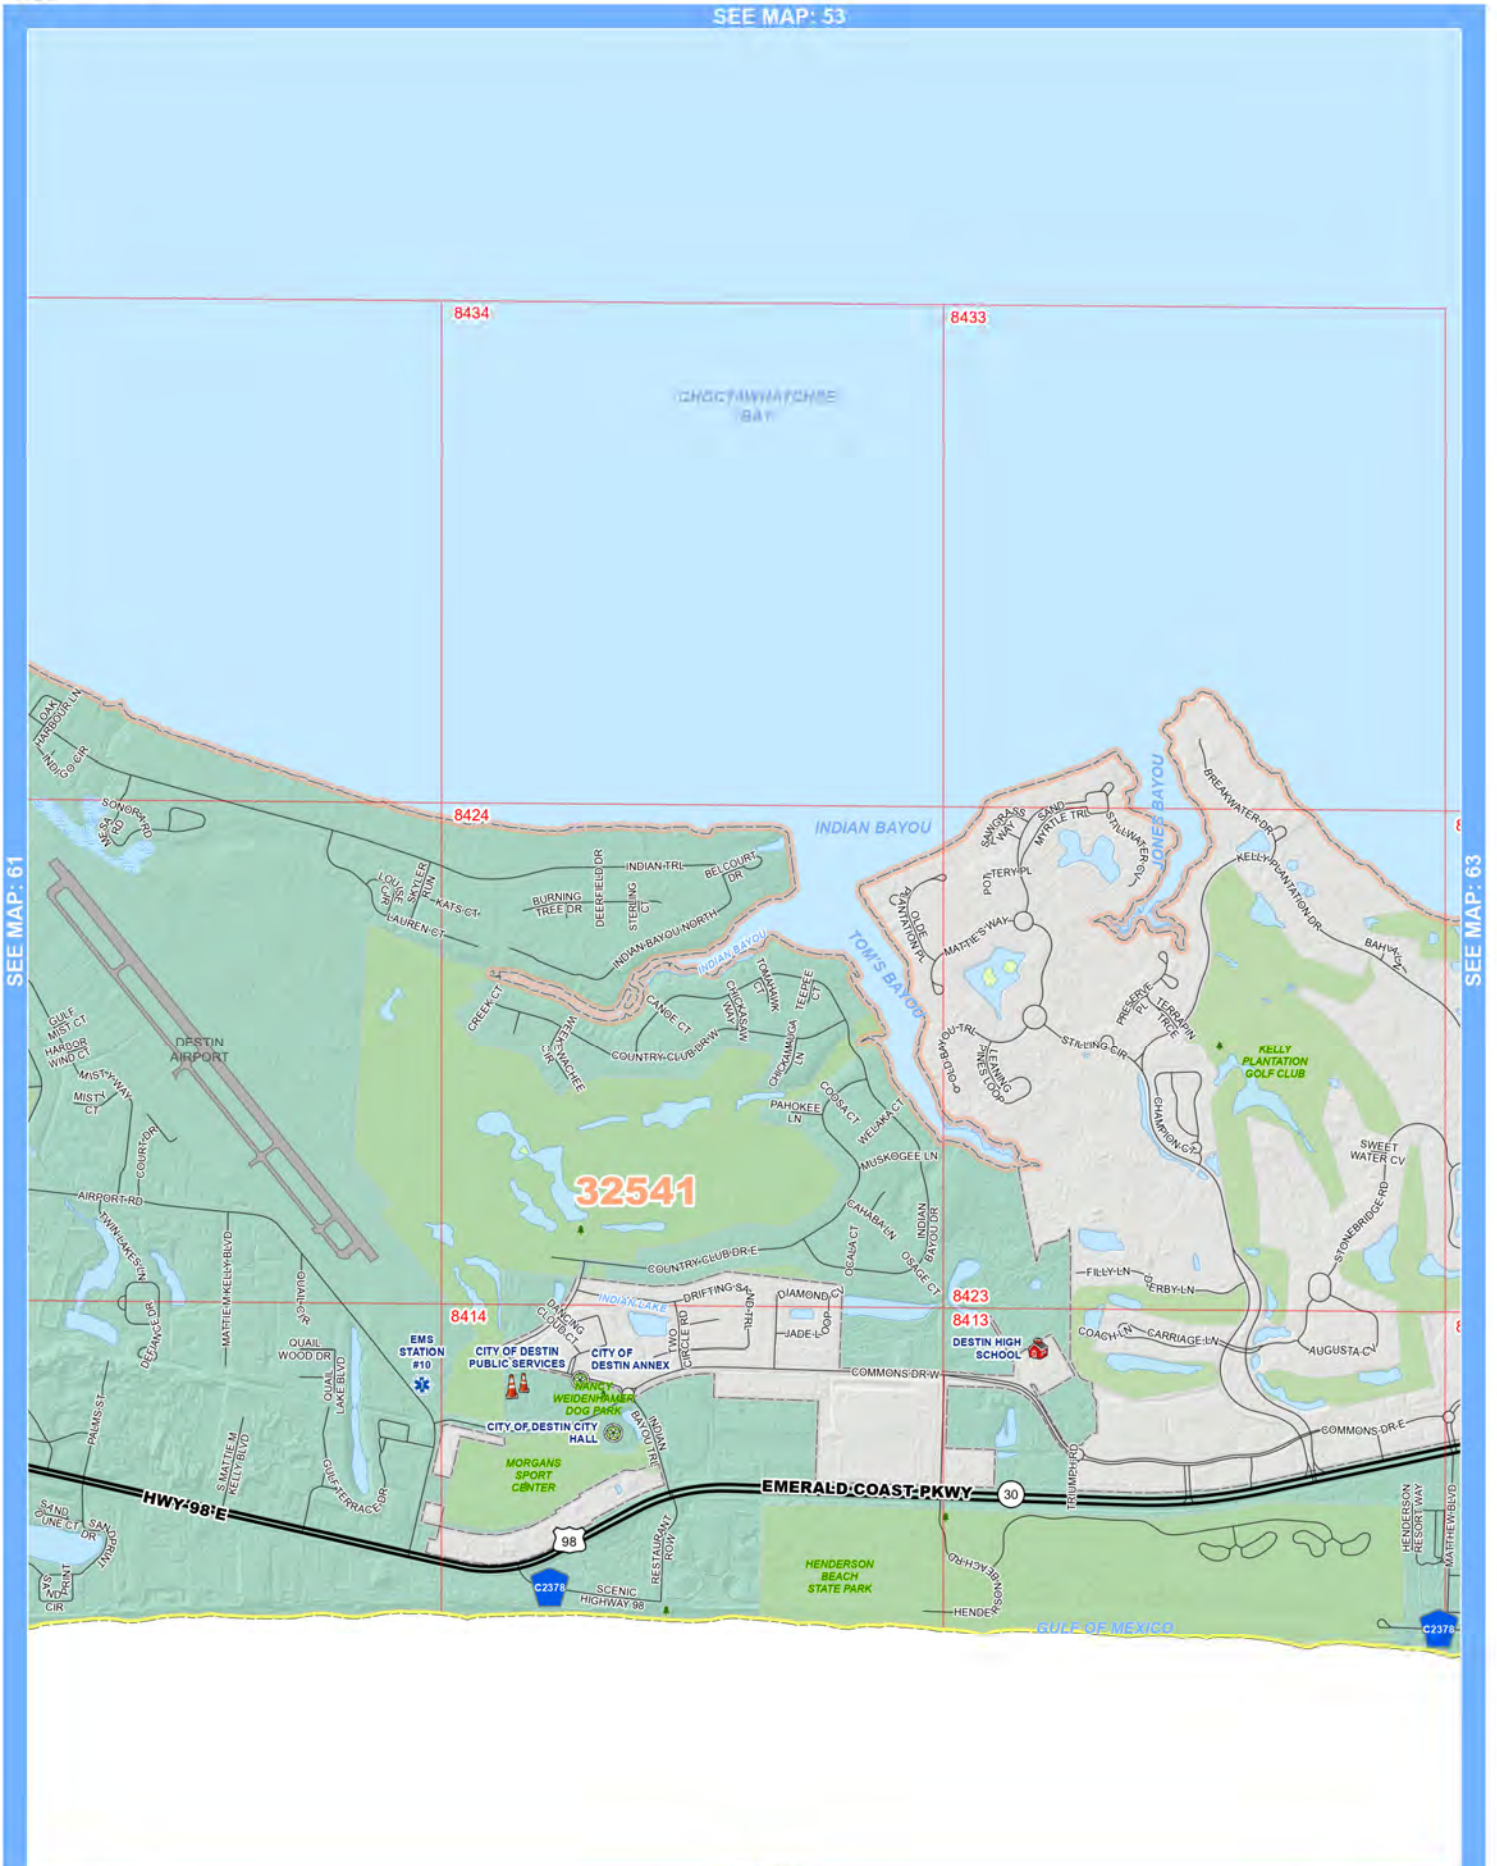 SEE MAP: 53
8434
8433
CHOCTAWHATCHEE
BAY
OAK
HARBOUR LN
INDIGO CIR
SONORA RD
MESA
RD
8424
INDIAN BAYOU
JONES BAYOU
BREAKWATER DR
SAWGRASS
WAY
SAND
MYRTLE TRL
STILLWATER CV
KELLY PLANTATION DR
POTTERY PL
INDIAN TRL
BELCOURT
DR
DEERFIELD DR
STERLING
CT
BURNING
TREE DR
SKYLER
RUN
LOUISE
CIR
KATS CT
LAUREN CT
INDIAN BAYOU NORTH
INDIAN BAYOU
SEE MAP: 61
SEE MAP: 63
OLDE
PLANTATION PL
MATTIE'S WAY
TOM'S BAYOU
TOMAHAWK
CT
TEEPEE
CT
CHICKASAW
WAY
CANOE CT
CREEK CT
WEEKI WACHEE
CIR
COUNTRY CLUB DR W
CHICKAMAUGA
LN
PRESERVE
PL
TERRAPIN
TRCE
OLD BAYOU TRL
LEANING
PINES LOOP
STILLING CIR
KELLY
PLANTATION
GOLF CLUB
GULF
MIST CT
HARBOR
WIND CT
DESTIN
AIRPORT
MISTY WAY
MISTY
CT
COURT DR
PAHOKEE
LN
COOSA CT
WELAKA CT
MUSKOGEE LN
CHAMPION CT
SWEET
WATER CV
STONEBRIDGE RD
32541
AIRPORT RD
TWIN LAKES LN
MATTIE M KELLY BLVD
QUAIL CIR
CAHABA LN
OCALA CT
INDIAN
BAYOU DR
OSAGE CT
COUNTRY CLUB DR E
FILLY LN
DERBY LN
DEFIANCE DR
8414
INDIAN LAKE
DRIFTING SAND TRL
DIAMOND CV
JADE LOOP
8423
8413
DANCING
CLOUD CT
TWO
CIRCLE RD
QUAIL
WOOD DR
QUAIL
LAKE BLVD
EMS
STATION
#10
CITY OF DESTIN
PUBLIC SERVICES
CITY OF
DESTIN ANNEX
DESTIN HIGH
SCHOOL
COACH LN
CARRIAGE LN
AUGUSTA CV
COMMONS DR W
NANCY
WEIDENHAMER
DOG PARK
CITY OF DESTIN CITY
HALL
INDIAN
BAYOU TRL
PALMS ST
S MATTIE M
KELLY BLVD
GULF TERRACE DR
MORGANS
SPORT
CENTER
COMMONS DR E
TRIUMPH RD
EMERALD COAST PKWY
30
HWY 98 E
98
SAND
DUNE CT
SANDPRINT
DR
SANDPRINT
CIR
RESTAURANT
ROW
C2378
SCENIC
HIGHWAY 98
HENDERSON
BEACH
STATE PARK
HENDERSON BEACH RD
HENDERSON
RESORT WAY
MATTHEW BLVD
GULF OF MEXICO
C2378